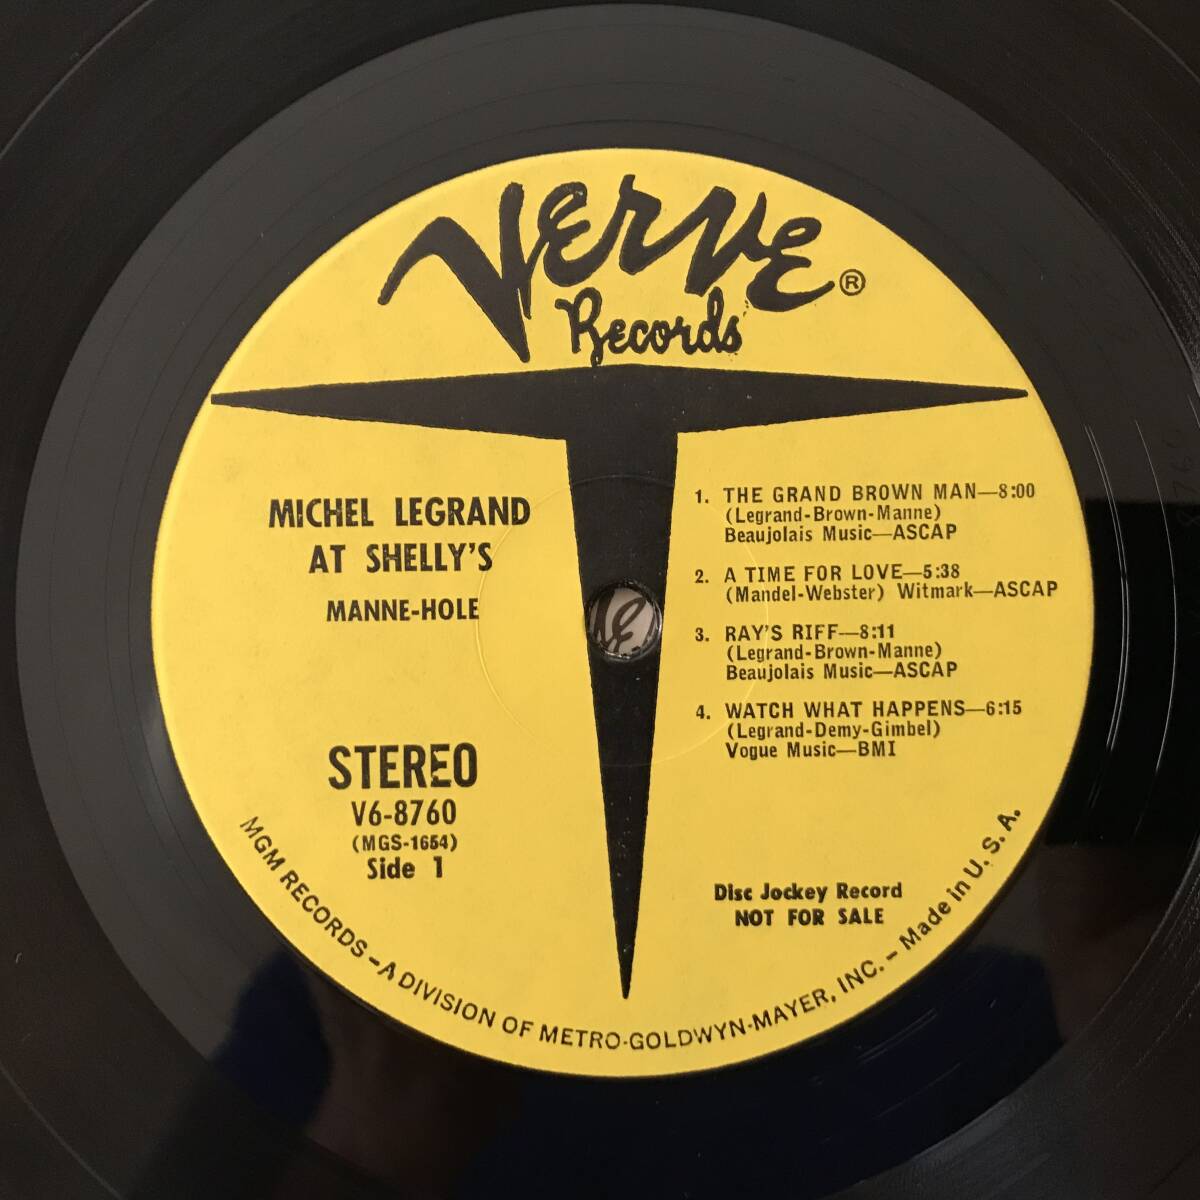 Verve ®
Records
MICHEL LEGRAND
AT SHELLY'S
MANNE-HOLE
STEREO
V6-8760
(MGS-1654)
Side 1
1. THE GRAND BROWN MAN—8:00
(Legrand-Brown-Manne)
Beaujolais Music—ASCAP
2. A TIME FOR LOVE—5:38
(Mandel-Webster) Witmark—ASCAP
3. RAY'S RIFF—8:11
(Legrand-Brown-Manne)
Beaujolais Music—ASCAP
4. WATCH WHAT HAPPENS—6:15
(Legrand-Demy-Gimbel)
Vogue Music—BMI
Disc Jockey Record
NOT FOR SALE
MGM RECORDS – A DIVISION OF METRO-GOLDWYN-MAYER, INC. – Made in U. S. A.